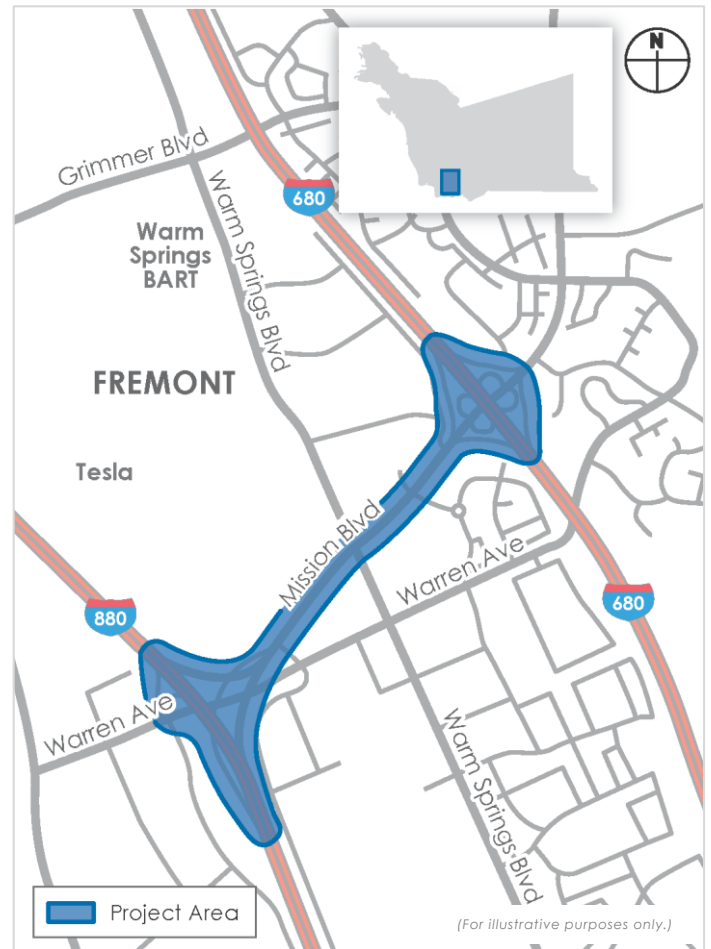 N
Grimmer Blvd
680
Warm Springs Blvd
Warm
Springs
BART
FREMONT
Tesla
Mission Blvd
Warren Ave
680
880
Warren Ave
Warm Springs Blvd
Project Area
(For illustrative purposes only.)